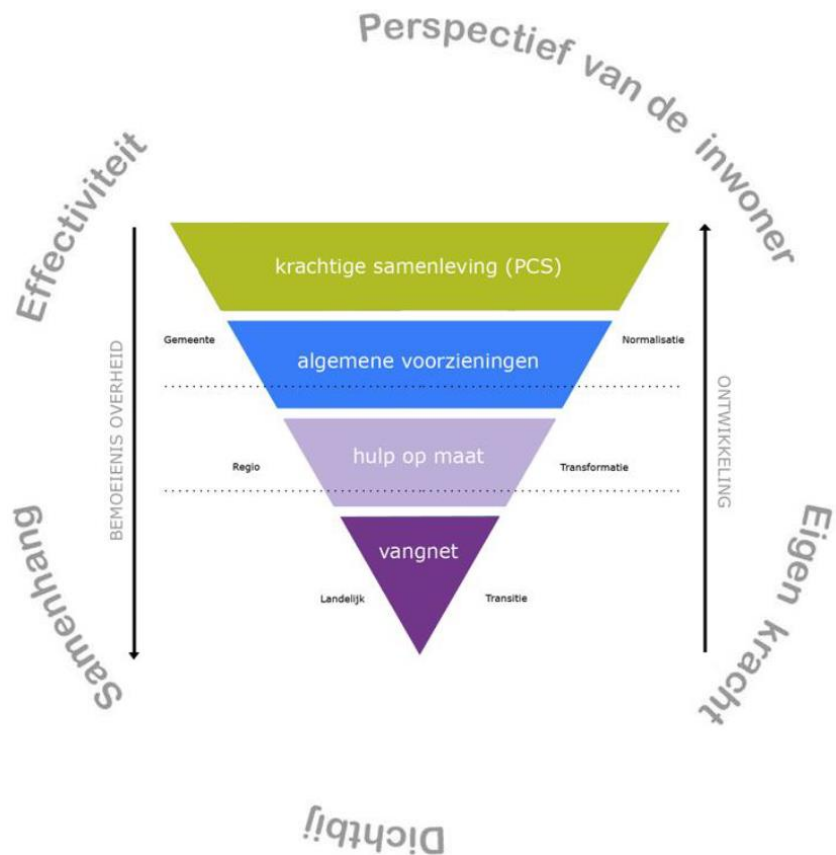 Perspectief van de inwoner
Effectiviteit
krachtige samenleving (PCS)
Gemeente
algemene voorzieningen
Normalisatie
BEMOEIENIS OVERHEID
ONTWIKKELING
Regio
hulp op maat
Transformatie
vangnet
Landelijk
Transitie
Samenhang
Eigen kracht
Dichtbij